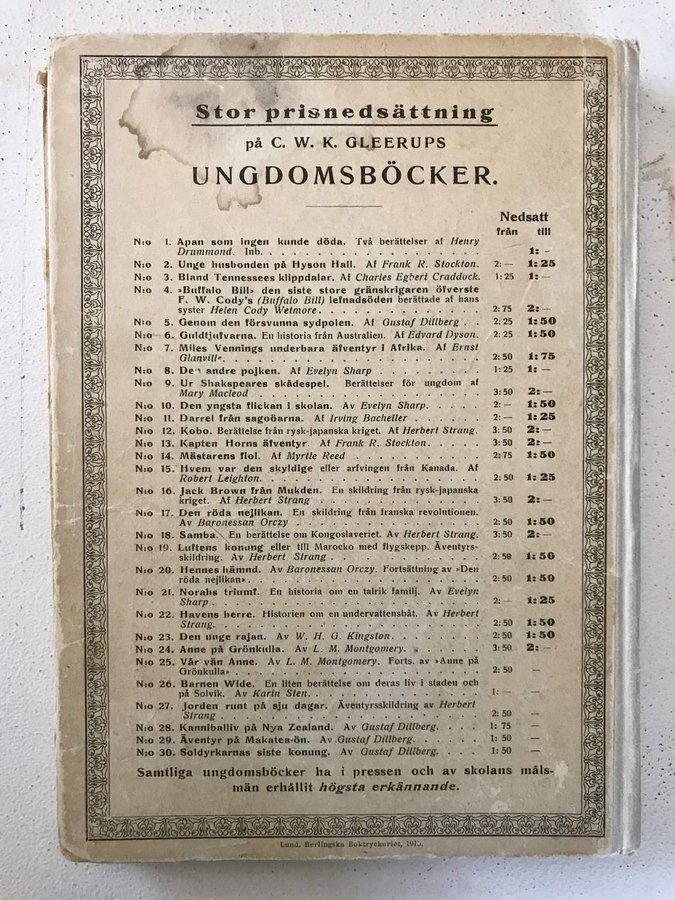 Stor prisnedsättning
på C. W. K. GLEERUPS
UNGDOMSBÖCKER.
Nedsatt
från till
N:o 1. Apan som ingen kunde döda. Två berättelser af Henry
Drummond. Inb. . . . . . . . . . . . . . . . . . 1: –
N:o 2. Unge husbonden på Hyson Hall. Af Frank R. Stockton. 2: — 1: 25
N:o 3. Bland Tennessees klippdalar. Af Charles Egbert Craddock. 1: 25 1: —
N:o 4. »Buffalo Bill» den siste store gränskrigaren öfverste
F. W. Cody's (Buffalo Bill) lefnadsöden berättade af hans
syster Helen Cody Wetmore. . . . . . . . . . . . 2: 75 2: —
N:o 5. Genom den försvunna sydpolen. Af Gustaf Dillberg . . 2: 25 1: 50
N:o 6. Guldtjufvarna. En historia från Australien. Af Edvard Dyson. 2: 25 1: 50
N:o 7. Miles Vennings underbara äfventyr i Afrika. Af Ernst
Glanvill. . . . . . . . . . . . . . . . . . . 2: 50 1: 75
N:o 8. Den andre pojken. Af Evelyn Sharp . . . . . . . . 1: 25 1: —
N:o 9. Ur Shakspeares skådespel. Berättelser för ungdom af
Mary Macleod . . . . . . . . . . . . . . . . . 3: 50 2: —
N:o 10. Den yngsta flickan i skolan. Av Evelyn Sharp. . . . . 2: — 1: 50
N:o 11. Darrel från sagoöarna. Af Irving Bacheller . . . . . 2: — 1: 25
N:o 12. Kobo. Berättelse från rysk-japanska kriget. Af Herbert Strang. 3: 50 2: —
N:o 13. Kapten Horns äfventyr. Af Frank R. Stockton. . . . . 3: 50 2: —
N:o 14. Mästarens fiol. Af Myrtle Reed . . . . . . . . . . 2: 75 1: 50
N:o 15. Hvem var den skyldige eller arfvingen från Kanada. Af
Robert Leighton. . . . . . . . . . . . . . . . . 2: 50 1: 25
N:o 16. Jack Brown från Mukden. En skildring från rysk-japanska
kriget. Af Herbert Strang . . . . . . . . . . . . 3: 50 2: —
N:o 17. Den röda nejlikan. En skildring från franska revolutionen.
Av Baronessan Orczy . . . . . . . . . . . . . . 2: 50 1: 50
N:o 18. Samba. En berättelse om Kongoslaveriet. Av Herbert Strang. 3: 50 2: —
N:o 19. Luftens konung eller till Marocko med flygskepp. Äventyrs-
skildring. Av Herbert Strang . . . . . . . . . . . 2: 50 1: 50
N:o 20. Hennes hämnd. Av Baronessan Orczy. Fortsättning av »Den
röda nejlikan». . . . . . . . . . . . . . . . . 2: 50 1: 50
N:o 21. Norahs triumf. En historia om en talrik familj. Av Evelyn
Sharp . . . . . . . . . . . . . . . . . . . . 2: — 1: 25
N:o 22. Havens herre. Historien om en undervattensbåt. Av Herbert
Strang. . . . . . . . . . . . . . . . . . . . 2: 50 1: 50
N:o 23. Den unge rajan. Av W. H. G. Kingston. . . . . . . 2: 50 1: 50
N:o 24. Anne på Grönkulla. Av L. M. Montgomery. . . . . . 3: 50 2: —
N:o 25. Vår vän Anne. Av L. M. Montgomery. Forts. av »Anne på
Grönkulla» . . . . . . . . . . . . . . . . . . 2: 50 —
N:o 26. Barnen Wide. En liten berättelse om deras liv i staden och
på Solvik. Av Karin Sten. . . . . . . . . . . . . 1: — —
N:o 27. Jorden runt på sju dagar. Äventyrsskildring av Herbert
Strang . . . . . . . . . . . . . . . . . . . . 2: 50 —
N:o 28. Kanniballiv på Nya Zealand. Av Gustaf Dillberg. . . . 1: 75 —
N:o 29. Äventyr på Makatea-ön. Av Gustaf Dillberg. . . . . . 1: 50 —
N:o 30. Soldyrkarnas siste konung. Av Gustaf Dillberg. . . . . 1: 50 —
Samtliga ungdomsböcker ha i pressen och av skolans måls-
män erhållit högsta erkännande.
Lund. Berlingska Boktryckeriet,